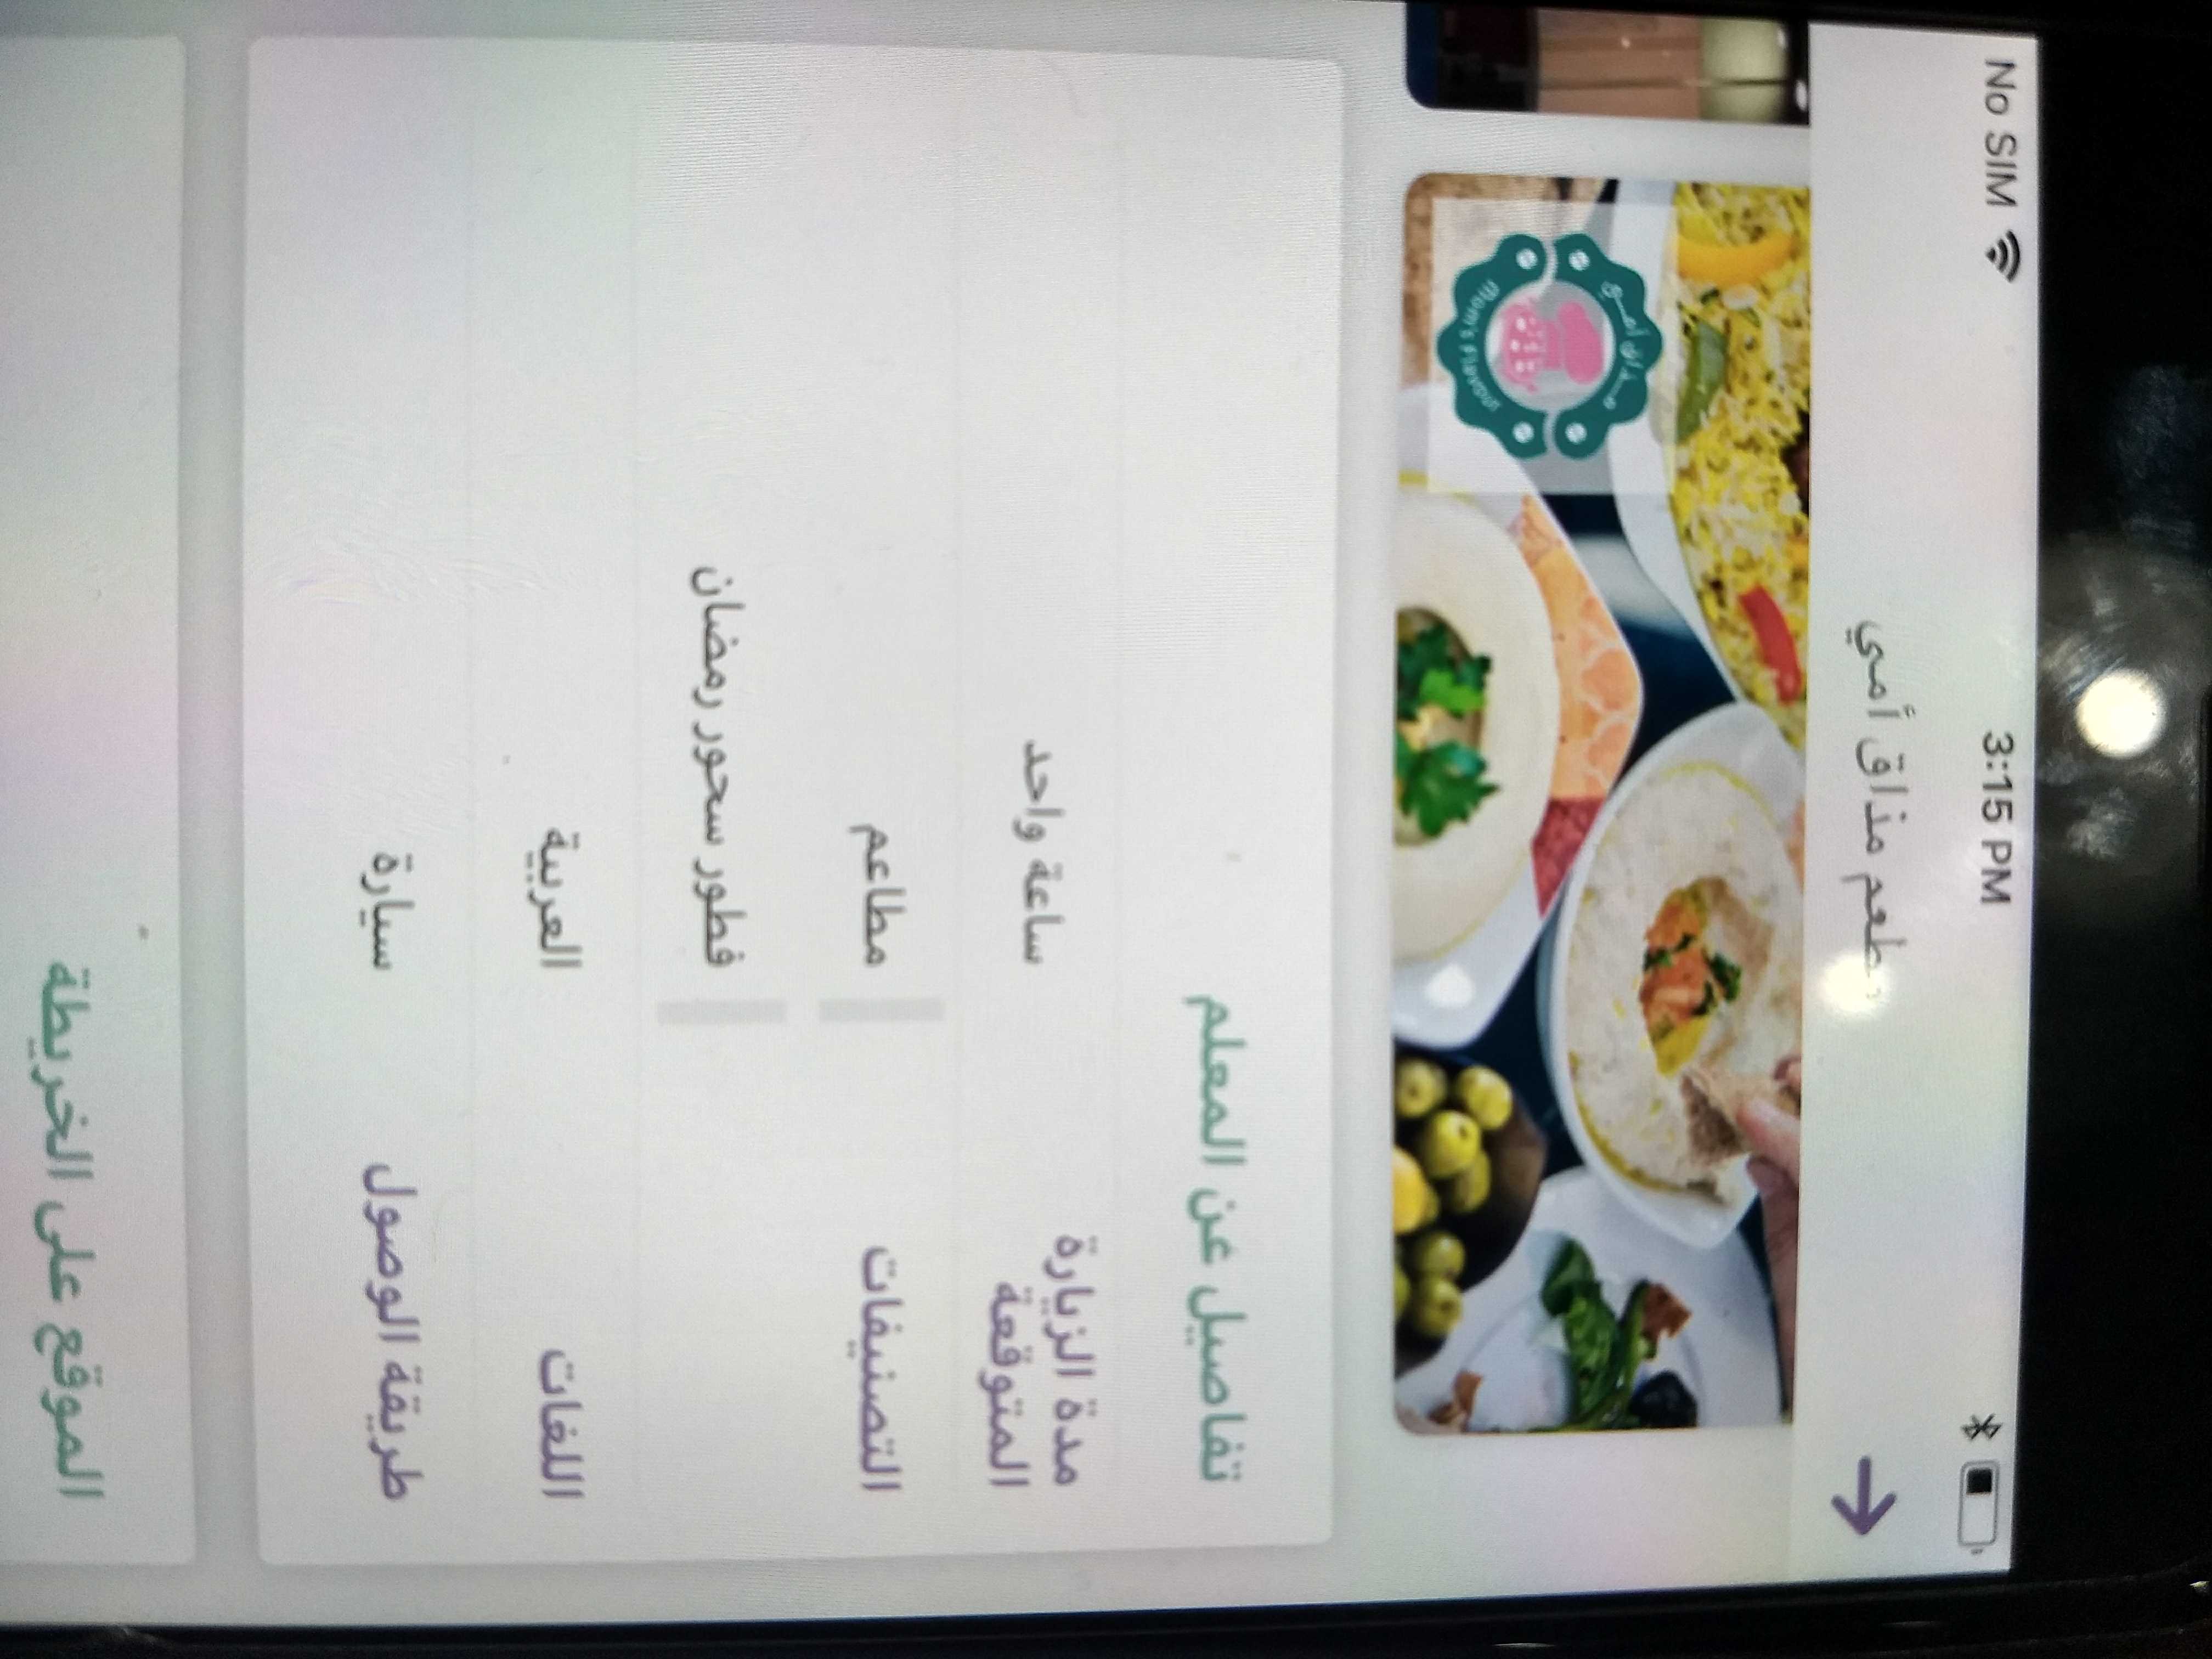 No SIM 3:15 PM
مطعم مذاق أمي
مذاق أمي
mom's Flavour
تفاصيل عن المعلم
مدة الزيارة المتوقعة
ساعة واحد
التصنيفات
مطاعم
فطور سحور رمضان
اللغات
العربية
طريقة الوصول
سيارة
الموقع على الخريطة